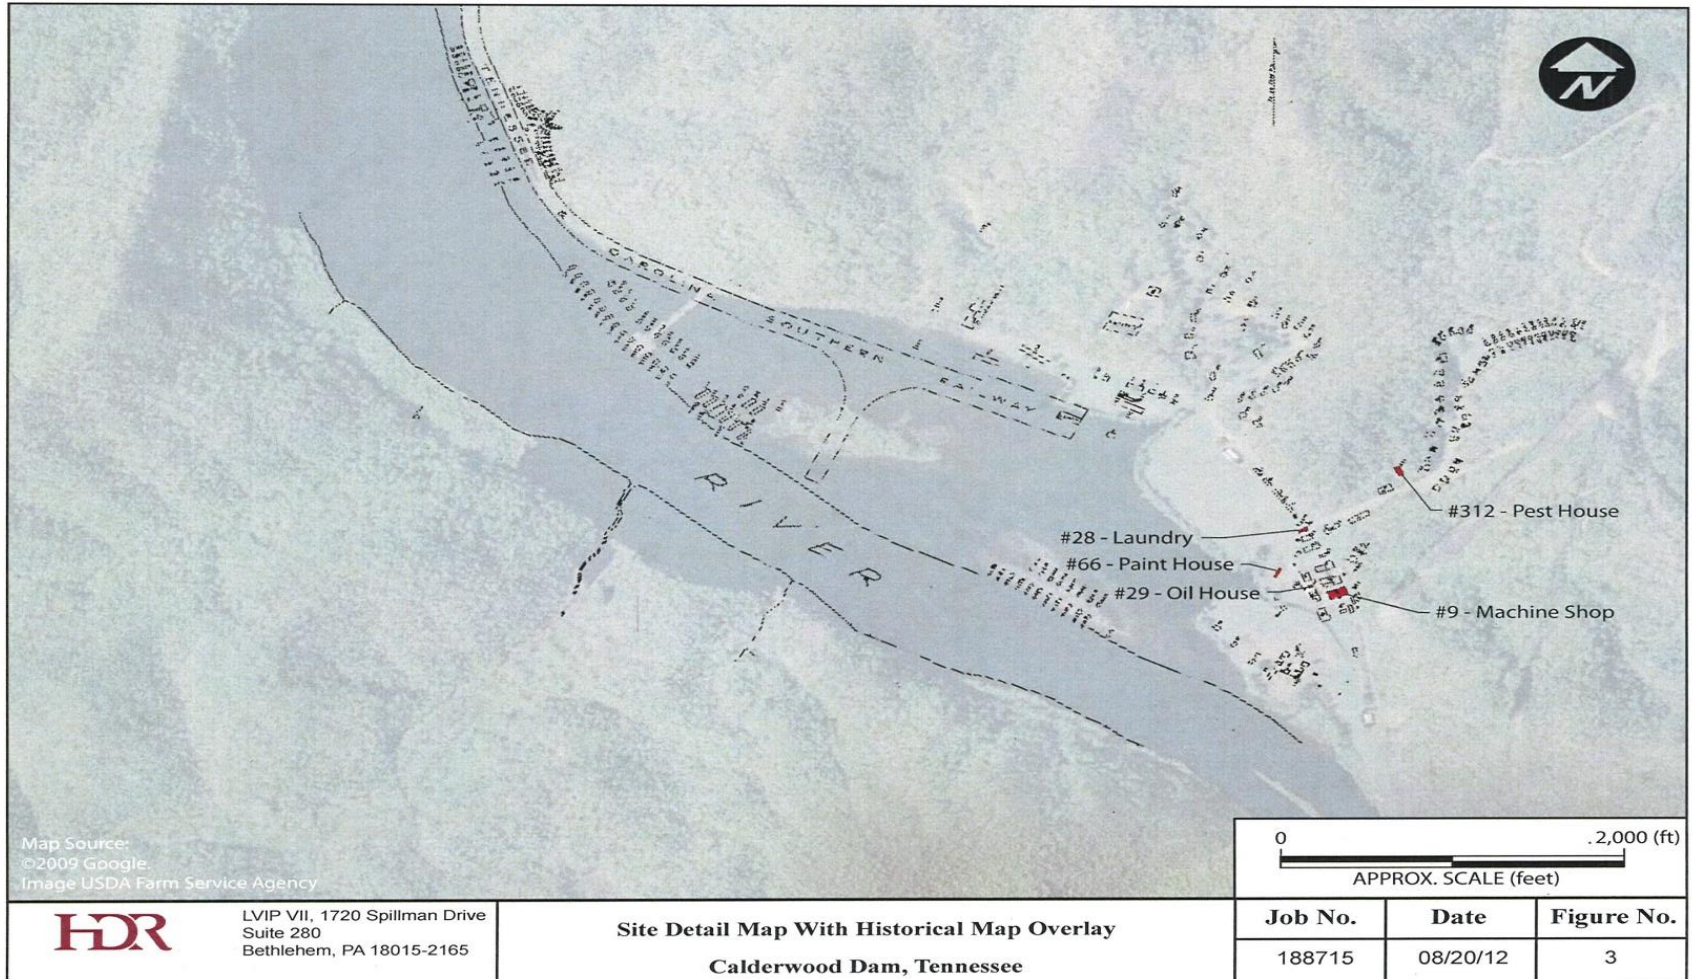 N
TENNESSEE
&
CAROLINA
SOUTHERN
RAILWAY
RIVER
#312 - Pest House
#28 - Laundry
#66 - Paint House
#29 - Oil House
#9 - Machine Shop
Map Source:
©2009 Google.
Image USDA Farm Service Agency
0 .2,000 (ft)
APPROX. SCALE (feet)
HDR
LVIP VII, 1720 Spillman Drive
Suite 280
Bethlehem, PA 18015-2165
Site Detail Map With Historical Map Overlay
Calderwood Dam, Tennessee
Job No. Date Figure No.
188715 08/20/12 3